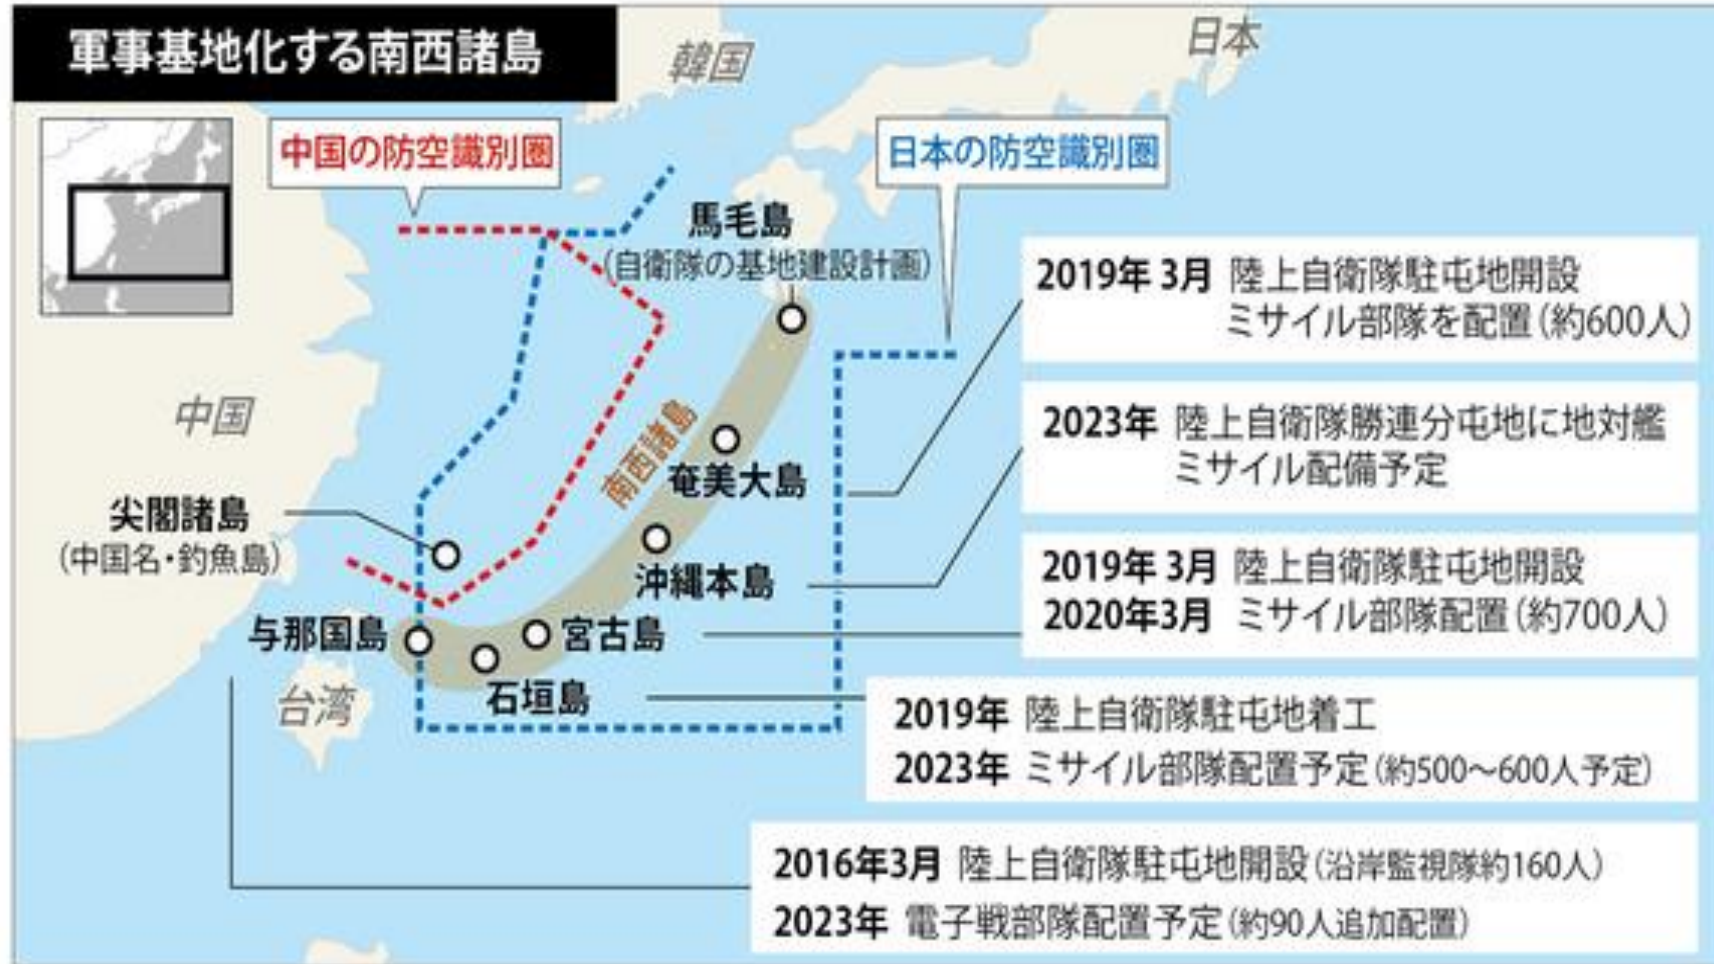 軍事基地化する南西諸島
韓国
日本
中国の防空識別圏
日本の防空識別圏
馬毛島
(自衛隊の基地建設計画)
2019年 3月 陸上自衛隊駐屯地開設
ミサイル部隊を配置(約600人)
中国
南西諸島
奄美大島
2023年 陸上自衛隊勝連分屯地に地対艦
ミサイル配備予定
尖閣諸島
(中国名・釣魚島)
沖縄本島
2019年 3月 陸上自衛隊駐屯地開設
2020年3月 ミサイル部隊配置(約700人)
与那国島
宮古島
台湾
石垣島
2019年 陸上自衛隊駐屯地着工
2023年 ミサイル部隊配置予定(約500～600人予定)
2016年3月 陸上自衛隊駐屯地開設(沿岸監視隊約160人)
2023年 電子戦部隊配置予定(約90人追加配置)